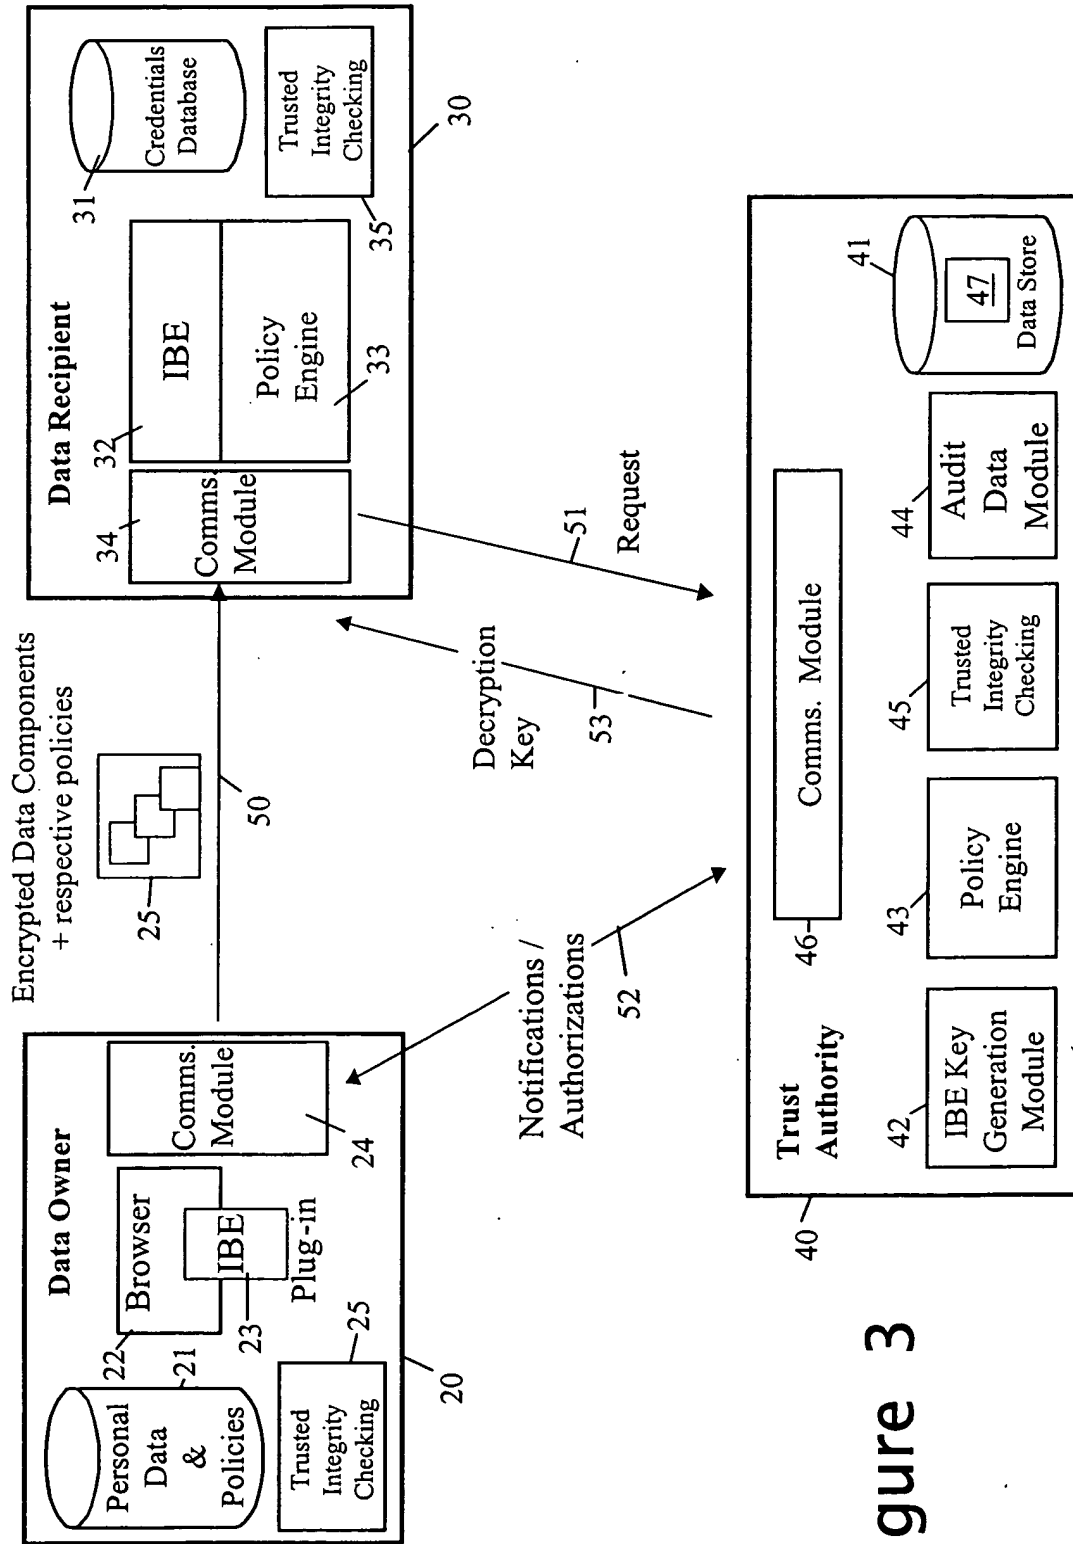 Data Owner
Personal
Data
&
Policies
21
22
Browser
IBE
23
Plug-in
Comms.
Module
24
Trusted
Integrity
Checking
25
20
Encrypted Data Components
+ respective policies
25
50
Data Recipient
34
Comms.
Module
32
IBE
Policy
Engine
33
31
Credentials
Database
Trusted
Integrity
Checking
35
30
Notifications /
Authorizations
52
Decryption
Key
53
51
Request
40
Trust
Authority
46
Comms. Module
42
IBE Key
Generation
Module
43
Policy
Engine
45
Trusted
Integrity
Checking
44
Audit
Data
Module
41
47
Data Store
gure 3